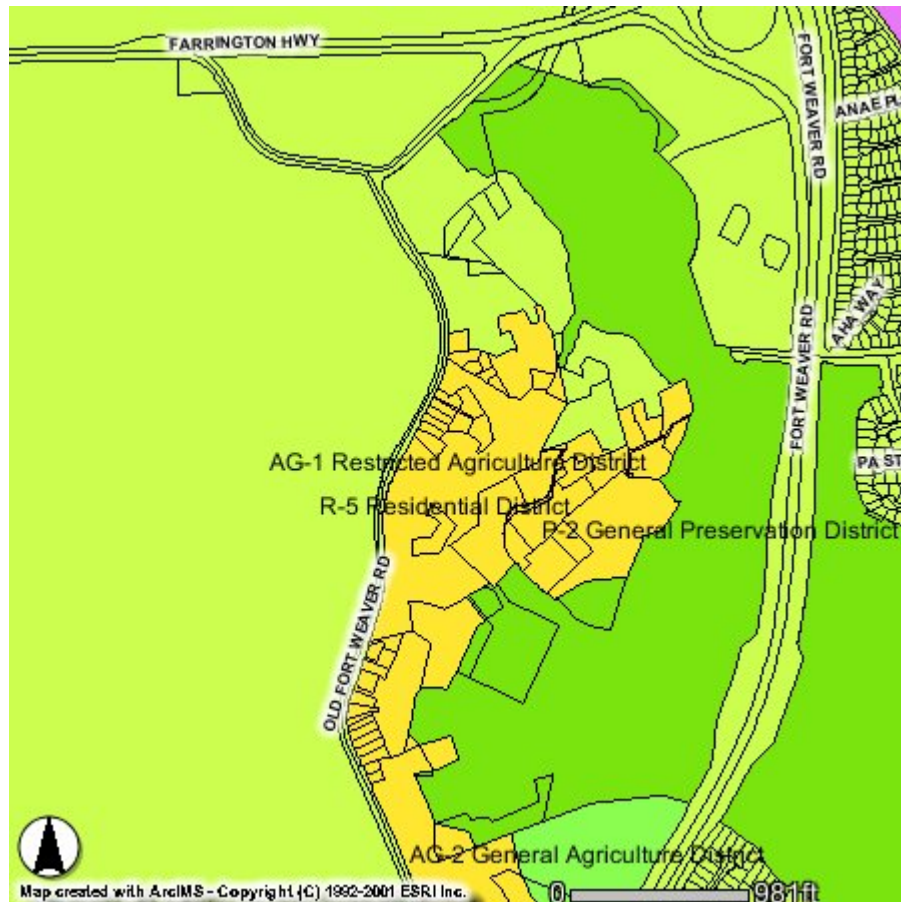 FARRINGTON HWY
FORT WEAVER RD
ANAE PL
AHA WAY
FORT WEAVER RD
AG-1 Restricted Agriculture District
PA ST
R-5 Residential District
P-2 General Preservation District
OLD FORT WEAVER RD
AG-2 General Agriculture District
Map created with ArcIMS - Copyright (C) 1992-2001 ESRI Inc.
0 981ft